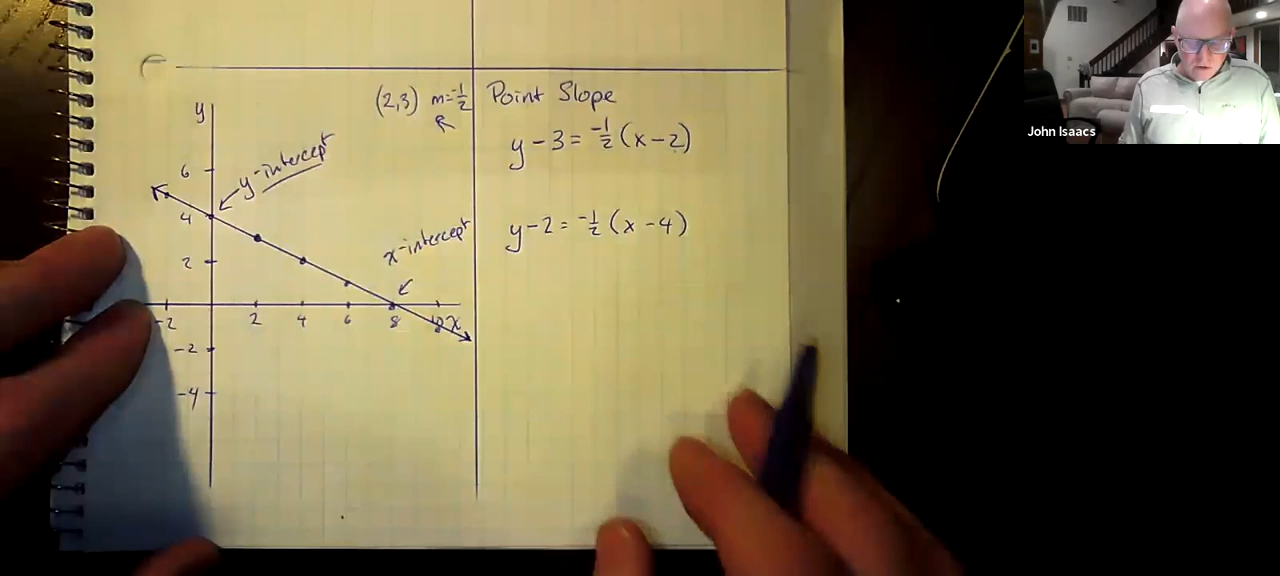 (2,3) m=-1/2
Point Slope
y-3=-1/2(x-2)
y-2=-1/2(x-4)
y
y-intercept
x-intercept
6
4
2
-2 2 4 6 8 10 x
-2
-4
John Isaacs